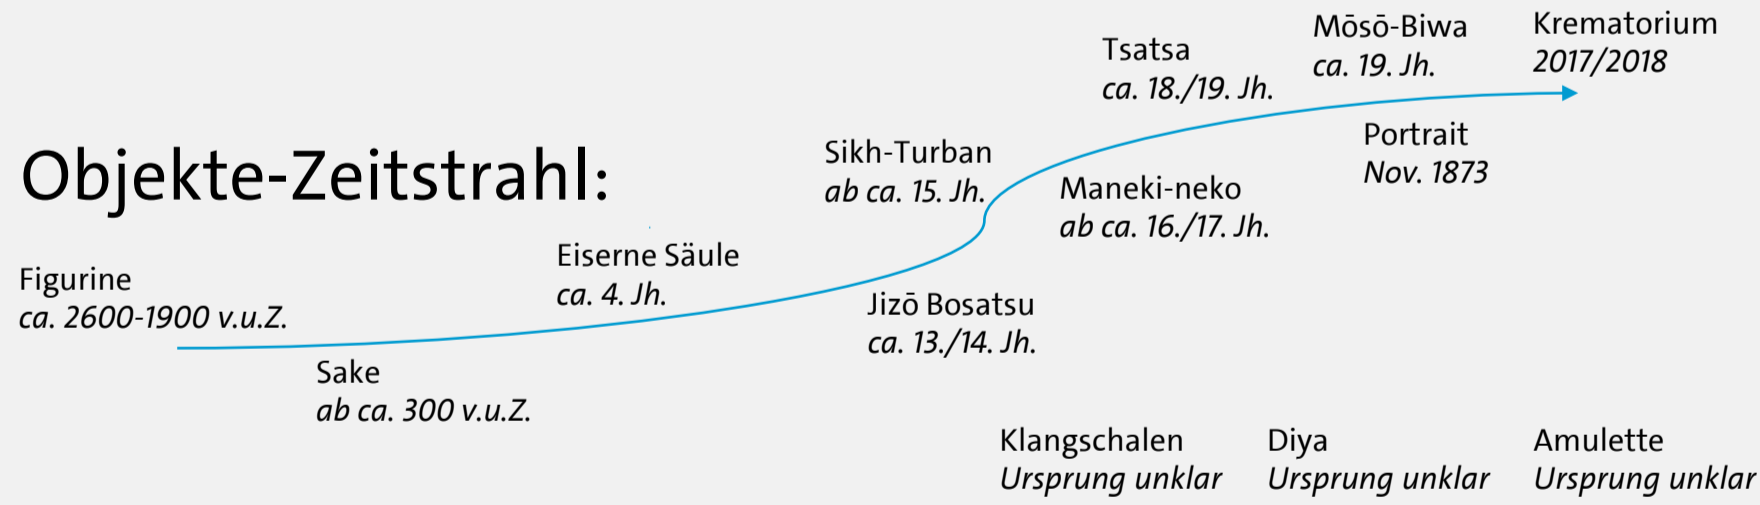 Objekte-Zeitstrahl:
Figurine
ca. 2600-1900 v.u.Z.
Sake
ab ca. 300 v.u.Z.
Eiserne Säule
ca. 4. Jh.
Jizō Bosatsu
ca. 13./14. Jh.
Sikh-Turban
ab ca. 15. Jh.
Maneki-neko
ab ca. 16./17. Jh.
Tsatsa
ca. 18./19. Jh.
Mōsō-Biwa
ca. 19. Jh.
Portrait
Nov. 1873
Krematorium
2017/2018
Klangschalen
Ursprung unklar
Diya
Ursprung unklar
Amulette
Ursprung unklar